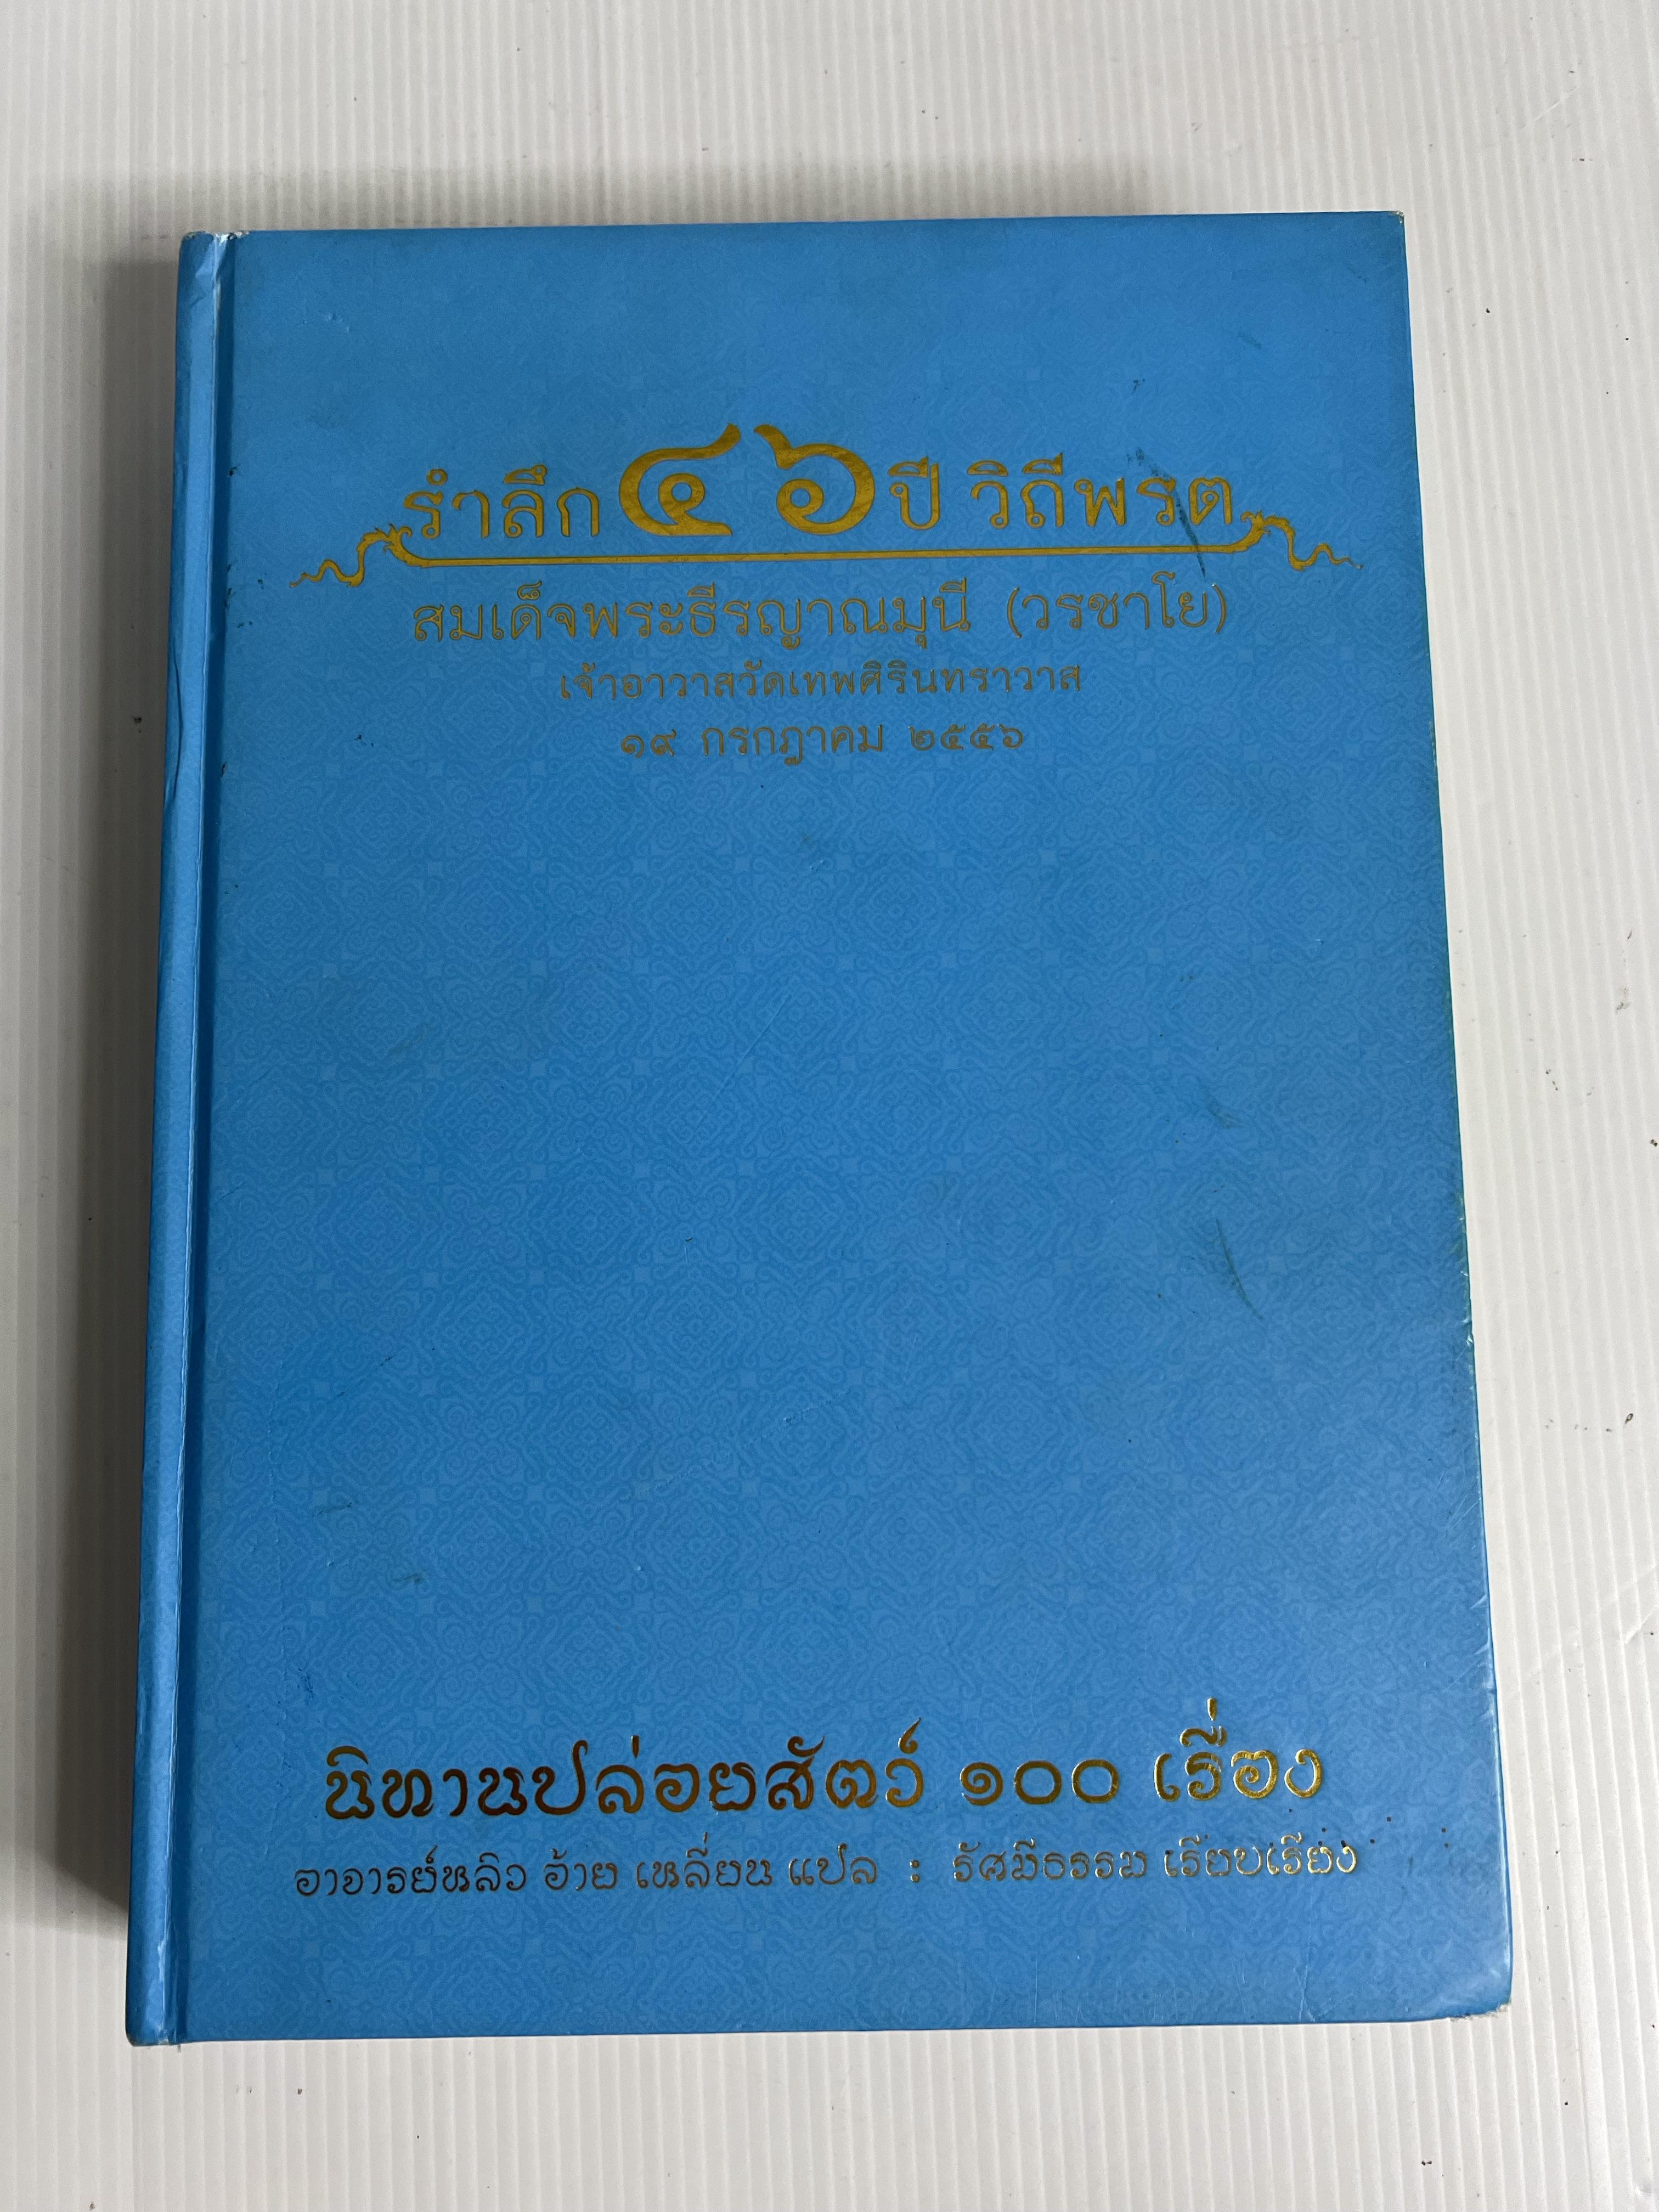 รำลึก ๔๖ ปี วิถีพรต
สมเด็จพระธีรญาณมุนี (วรชาโย)
เจ้าอาวาสวัดเทพศิรินทราวาส
๑๙ กรกฎาคม ๒๕๕๖
นิทานปล่อยสัตว์ ๑๐๐ เรื่อง
อาจารย์หลิว อ้าย เหลี่ยน แปล : รัศมีธรรม เรียบเรียง